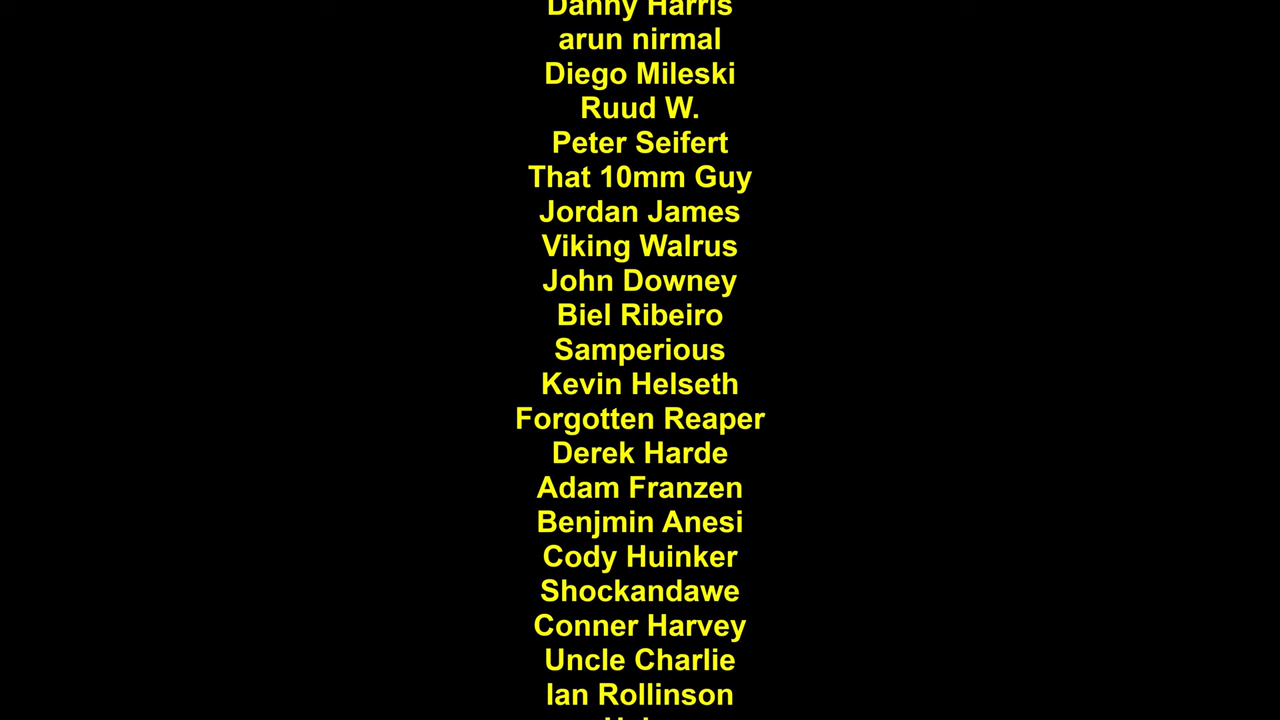 Danny Harris
arun nirmal
Diego Mileski
Ruud W.
Peter Seifert
That 10mm Guy
Jordan James
Viking Walrus
John Downey
Biel Ribeiro
Samperious
Kevin Helseth
Forgotten Reaper
Derek Harde
Adam Franzen
Benjmin Anesi
Cody Huinker
Shockandawe
Conner Harvey
Uncle Charlie
Ian Rollinson